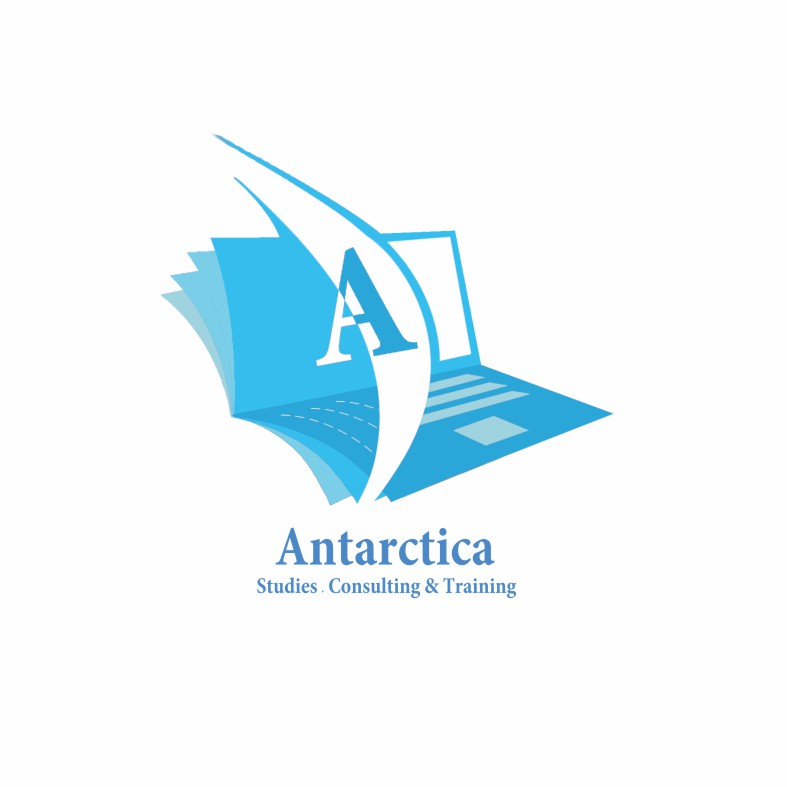 A
Antarctica
Studies . Consulting & Training